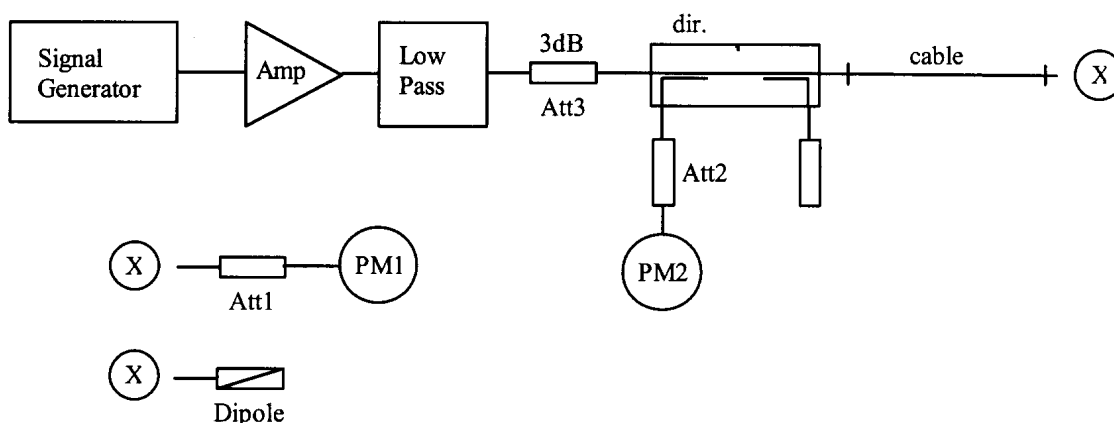 Signal
Generator
Amp
Low
Pass
3dB
Att3
dir.
cable
X
Att2
PM2
X
Att1
PM1
X
Dipole